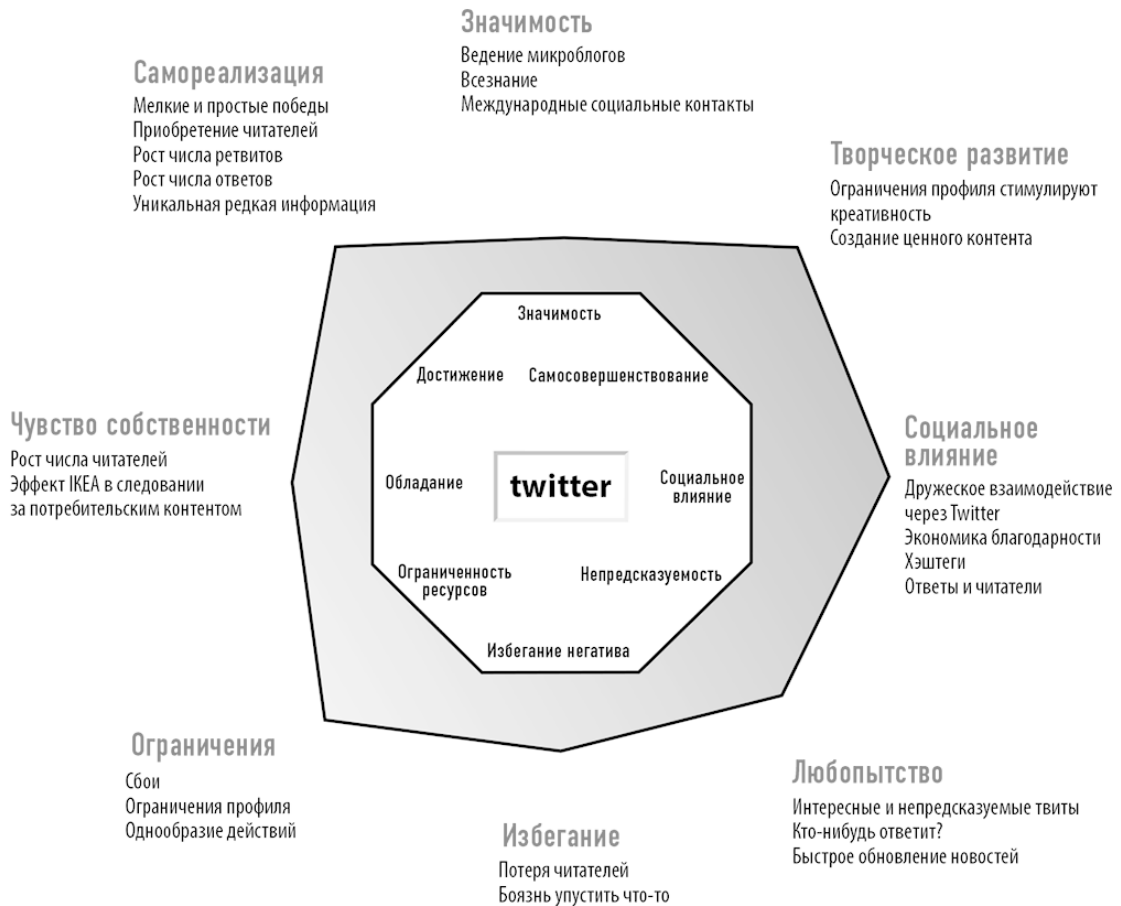 Значимость
Ведение микроблогов
Всезнание
Международные социальные контакты
Самореализация
Мелкие и простые победы
Приобретение читателей
Рост числа ретвитов
Рост числа ответов
Уникальная редкая информация
Творческое развитие
Ограничения профиля стимулируют
креативность
Создание ценного контента
Значимость
Достижение
Самосовершенствование
Чувство собственности
Рост числа читателей
Эффект IKEA в следовании
за потребительским контентом
Обладание
twitter
Социальное
влияние
Социальное
влияние
Дружеское взаимодействие
через Twitter
Экономика благодарности
Хэштеги
Ответы и читатели
Ограниченность
ресурсов
Непредсказуемость
Избегание негатива
Ограничения
Сбои
Ограничения профиля
Однообразие действий
Избегание
Потеря читателей
Боязнь упустить что-то
Любопытство
Интересные и непредсказуемые твиты
Кто-нибудь ответит?
Быстрое обновление новостей